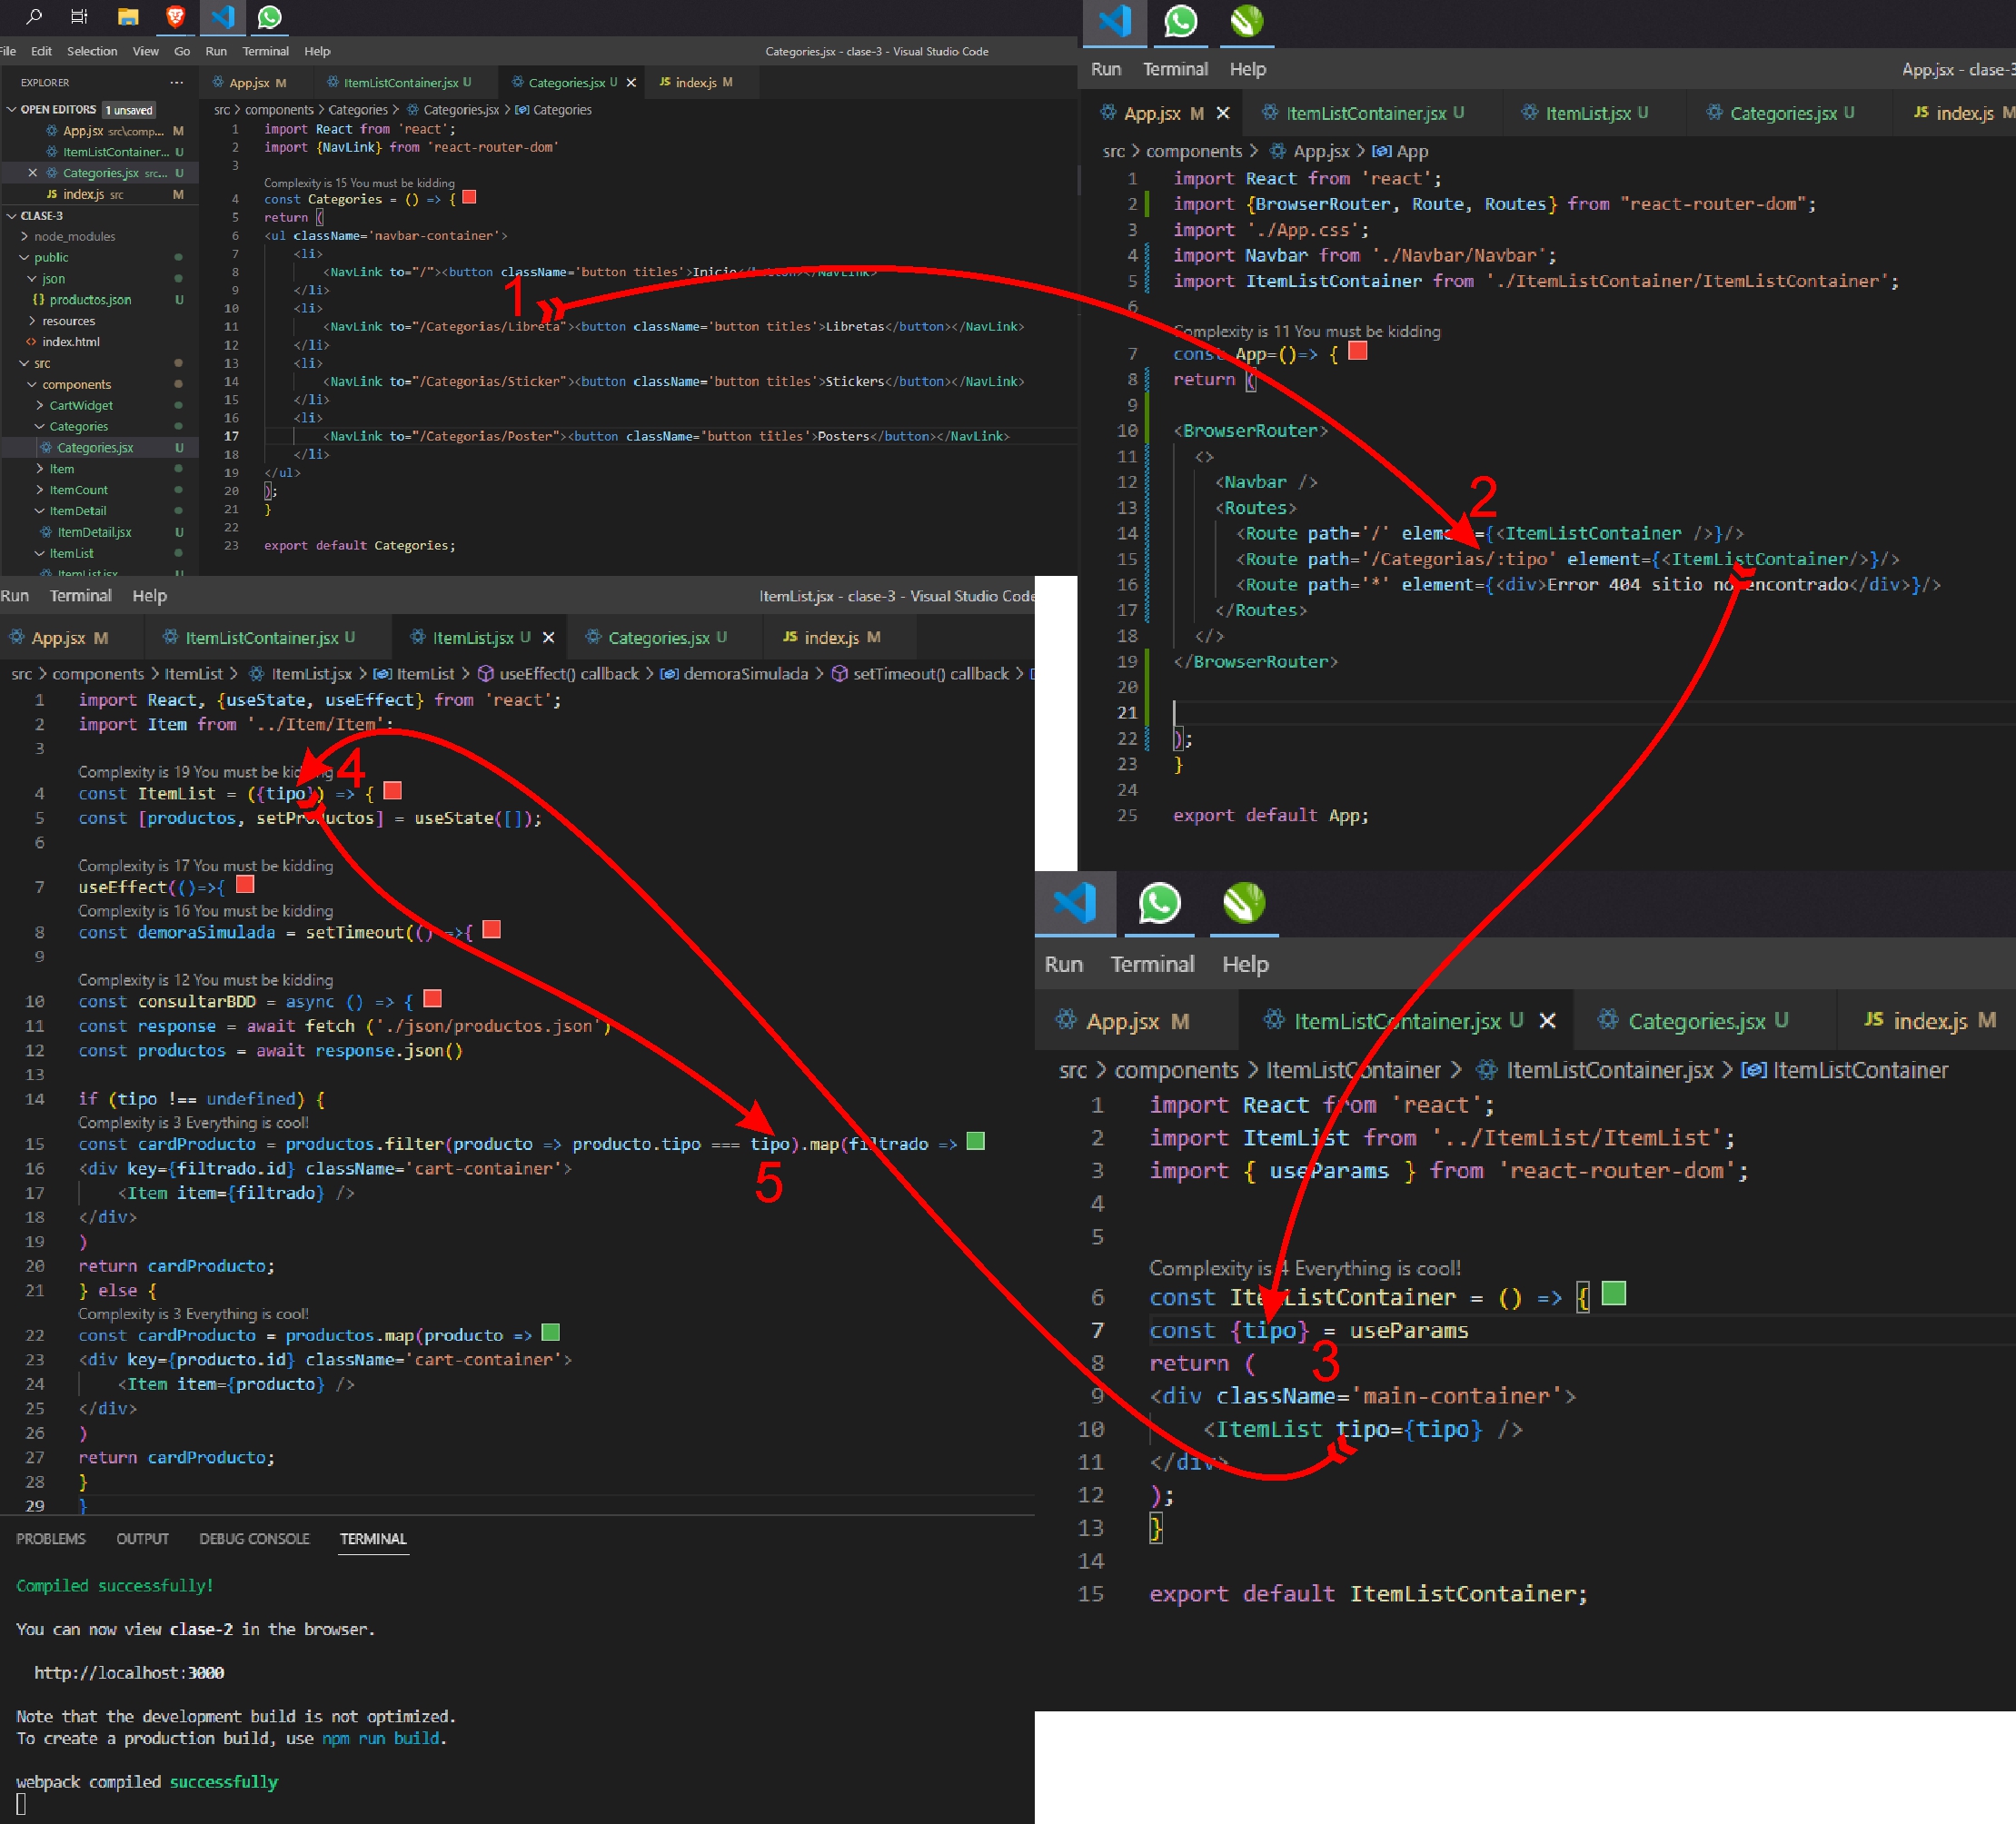 File Edit Selection View Go Run Terminal Help
Categories.jsx - clase-3 - Visual Studio Code
EXPLORER ···
OPEN EDITORS 1 unsaved
App.jsx src\comp... M
ItemListContainer... U
Categories.jsx src... U
JS index.js src M
CLASE-3
node_modules
public
json
{} productos.json U
resources
<> index.html
src
components
CartWidget
Categories
Categories.jsx U
Item
ItemCount
ItemDetail
ItemDetail.jsx U
ItemList
ItemList.jsx U
App.jsx M ItemListContainer.jsx U Categories.jsx U JS index.js M
src > components > Categories > Categories.jsx > Categories
1 import React from 'react';
2 import {NavLink} from 'react-router-dom'
3
Complexity is 15 You must be kidding
4 const Categories = () => {
5 return (
6 <ul className='navbar-container'>
7 <li>
8 <NavLink to="/"><button className='button titles'>Inicio</button></NavLink>
9 </li>
10 <li>
11 <NavLink to="/Categorias/Libreta"><button className='button titles'>Libretas</button></NavLink>
12 </li>
13 <li>
14 <NavLink to="/Categorias/Sticker"><button className='button titles'>Stickers</button></NavLink>
15 </li>
16 <li>
17 <NavLink to="/Categorias/Poster"><button className='button titles'>Posters</button></NavLink>
18 </li>
19 </ul>
20 );
21 }
22
23 export default Categories;
1
Run Terminal Help
App.jsx - clase-3
App.jsx M ItemListContainer.jsx U ItemList.jsx U Categories.jsx U JS index.js M
src > components > App.jsx > App
1 import React from 'react';
2 import {BrowserRouter, Route, Routes} from "react-router-dom";
3 import './App.css';
4 import Navbar from './Navbar/Navbar';
5 import ItemListContainer from './ItemListContainer/ItemListContainer';
6
Complexity is 11 You must be kidding
7 const App=()=> {
8 return (
9
10 <BrowserRouter>
11 <>
12 <Navbar />
13 <Routes>
14 <Route path='/' element={<ItemListContainer />}/>
15 <Route path='/Categorias/:tipo' element={<ItemListContainer/>}/>
16 <Route path='*' element={<div>Error 404 sitio no encontrado</div>}/>
17 </Routes>
18 </>
19 </BrowserRouter>
20
21
22 );
23 }
24
25 export default App;
2
Run Terminal Help
ItemList.jsx - clase-3 - Visual Studio Code
App.jsx M ItemListContainer.jsx U ItemList.jsx U Categories.jsx U JS index.js M
src > components > ItemList > ItemList.jsx > ItemList > useEffect() callback > demoraSimulada > setTimeout() callback >
1 import React, {useState, useEffect} from 'react';
2 import Item from '../Item/Item';
3
Complexity is 19 You must be kidding
4 const ItemList = ({tipo}) => {
5 const [productos, setProductos] = useState([]);
6
Complexity is 17 You must be kidding
7 useEffect(()=>{
Complexity is 16 You must be kidding
8 const demoraSimulada = setTimeout(() =>{
9
Complexity is 12 You must be kidding
10 const consultarBDD = async () => {
11 const response = await fetch ('./json/productos.json')
12 const productos = await response.json()
13
14 if (tipo !== undefined) {
Complexity is 3 Everything is cool!
15 const cardProducto = productos.filter(producto => producto.tipo === tipo).map(filtrado =>
16 <div key={filtrado.id} className='cart-container'>
17 <Item item={filtrado} />
18 </div>
19 )
20 return cardProducto;
21 } else {
Complexity is 3 Everything is cool!
22 const cardProducto = productos.map(producto =>
23 <div key={producto.id} className='cart-container'>
24 <Item item={producto} />
25 </div>
26 )
27 return cardProducto;
28 }
29 }
4
5
PROBLEMS OUTPUT DEBUG CONSOLE TERMINAL
Compiled successfully!
You can now view clase-2 in the browser.
http://localhost:3000
Note that the development build is not optimized.
To create a production build, use npm run build.
webpack compiled successfully
Run Terminal Help
App.jsx M ItemListContainer.jsx U Categories.jsx U JS index.js M
src > components > ItemListContainer > ItemListContainer.jsx > ItemListContainer
1 import React from 'react';
2 import ItemList from '../ItemList/ItemList';
3 import { useParams } from 'react-router-dom';
4
5
Complexity is 4 Everything is cool!
6 const ItemListContainer = () => {
7 const {tipo} = useParams
8 return (
9 <div className='main-container'>
10 <ItemList tipo={tipo} />
11 </div>
12 );
13 }
14
15 export default ItemListContainer;
3